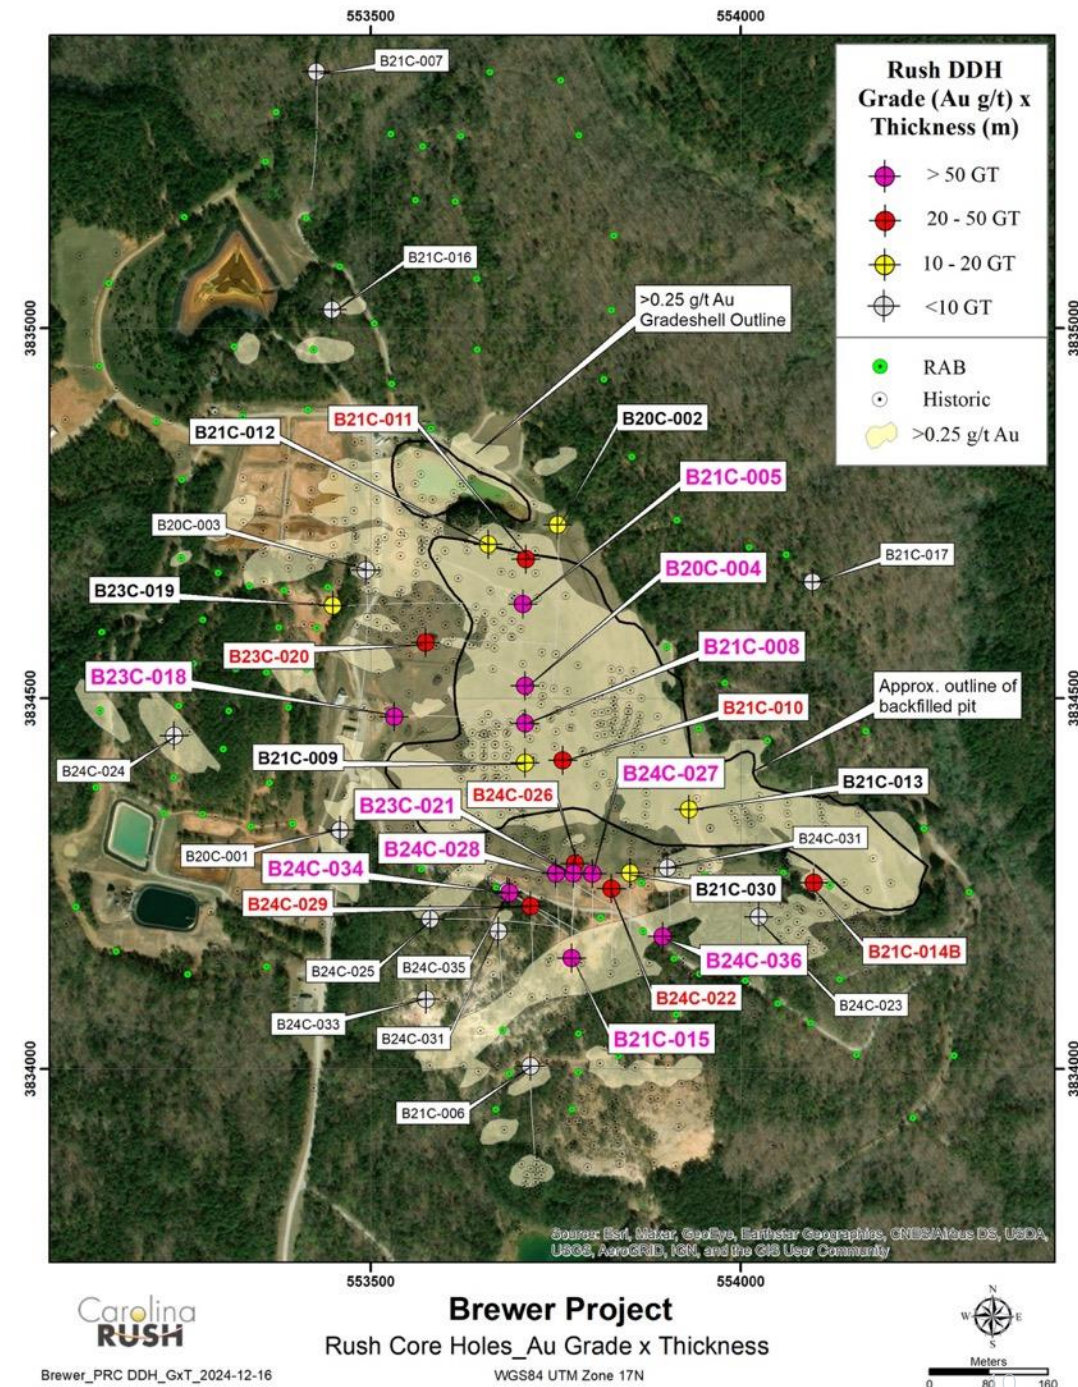 553500
554000
B21C-007
Rush DDH
Grade (Au g/t) x
Thickness (m)
> 50 GT
20 - 50 GT
10 - 20 GT
<10 GT
RAB
Historic
>0.25 g/t Au
B21C-016
>0.25 g/t Au
Gradeshell Outline
3835000
3835000
B21C-011
B20C-002
B21C-012
B21C-005
B20C-003
B21C-017
B20C-004
B23C-019
B21C-008
B23C-020
B23C-018
3834500
3834500
Approx. outline of
backfilled pit
B21C-010
B21C-009
B24C-024
B24C-027
B21C-013
B24C-026
B23C-021
B24C-031
B24C-028
B20C-001
B24C-034
B21C-030
B24C-029
B21C-014B
B24C-036
B24C-025
B24C-035
B24C-022
B24C-023
B24C-033
B24C-031
B21C-015
3834000
3834000
B21C-006
Source: Esri, Maxar, GeoEye, Earthstar Geographics, CNES/Airbus DS, USDA,
USGS, AeroGRID, IGN, and the GIS User Community
553500
554000
Carolina
RUSH
Brewer Project
Rush Core Holes_Au Grade x Thickness
N
W
E
S
Brewer_PRC DDH_GxT_2024-12-16
WGS84 UTM Zone 17N
Meters
0
80
160